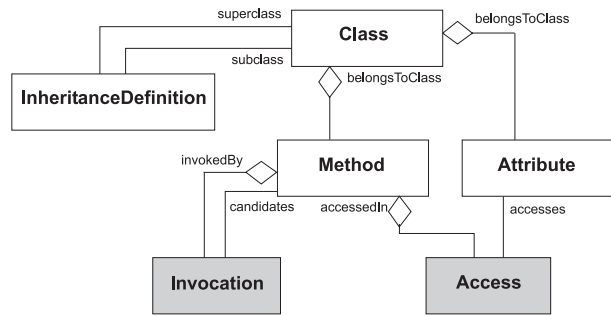 superclass
Class
belongsToClass
subclass
belongsToClass
InheritanceDefinition
invokedBy
Method
Attribute
candidates
accessedIn
accesses
Invocation
Access